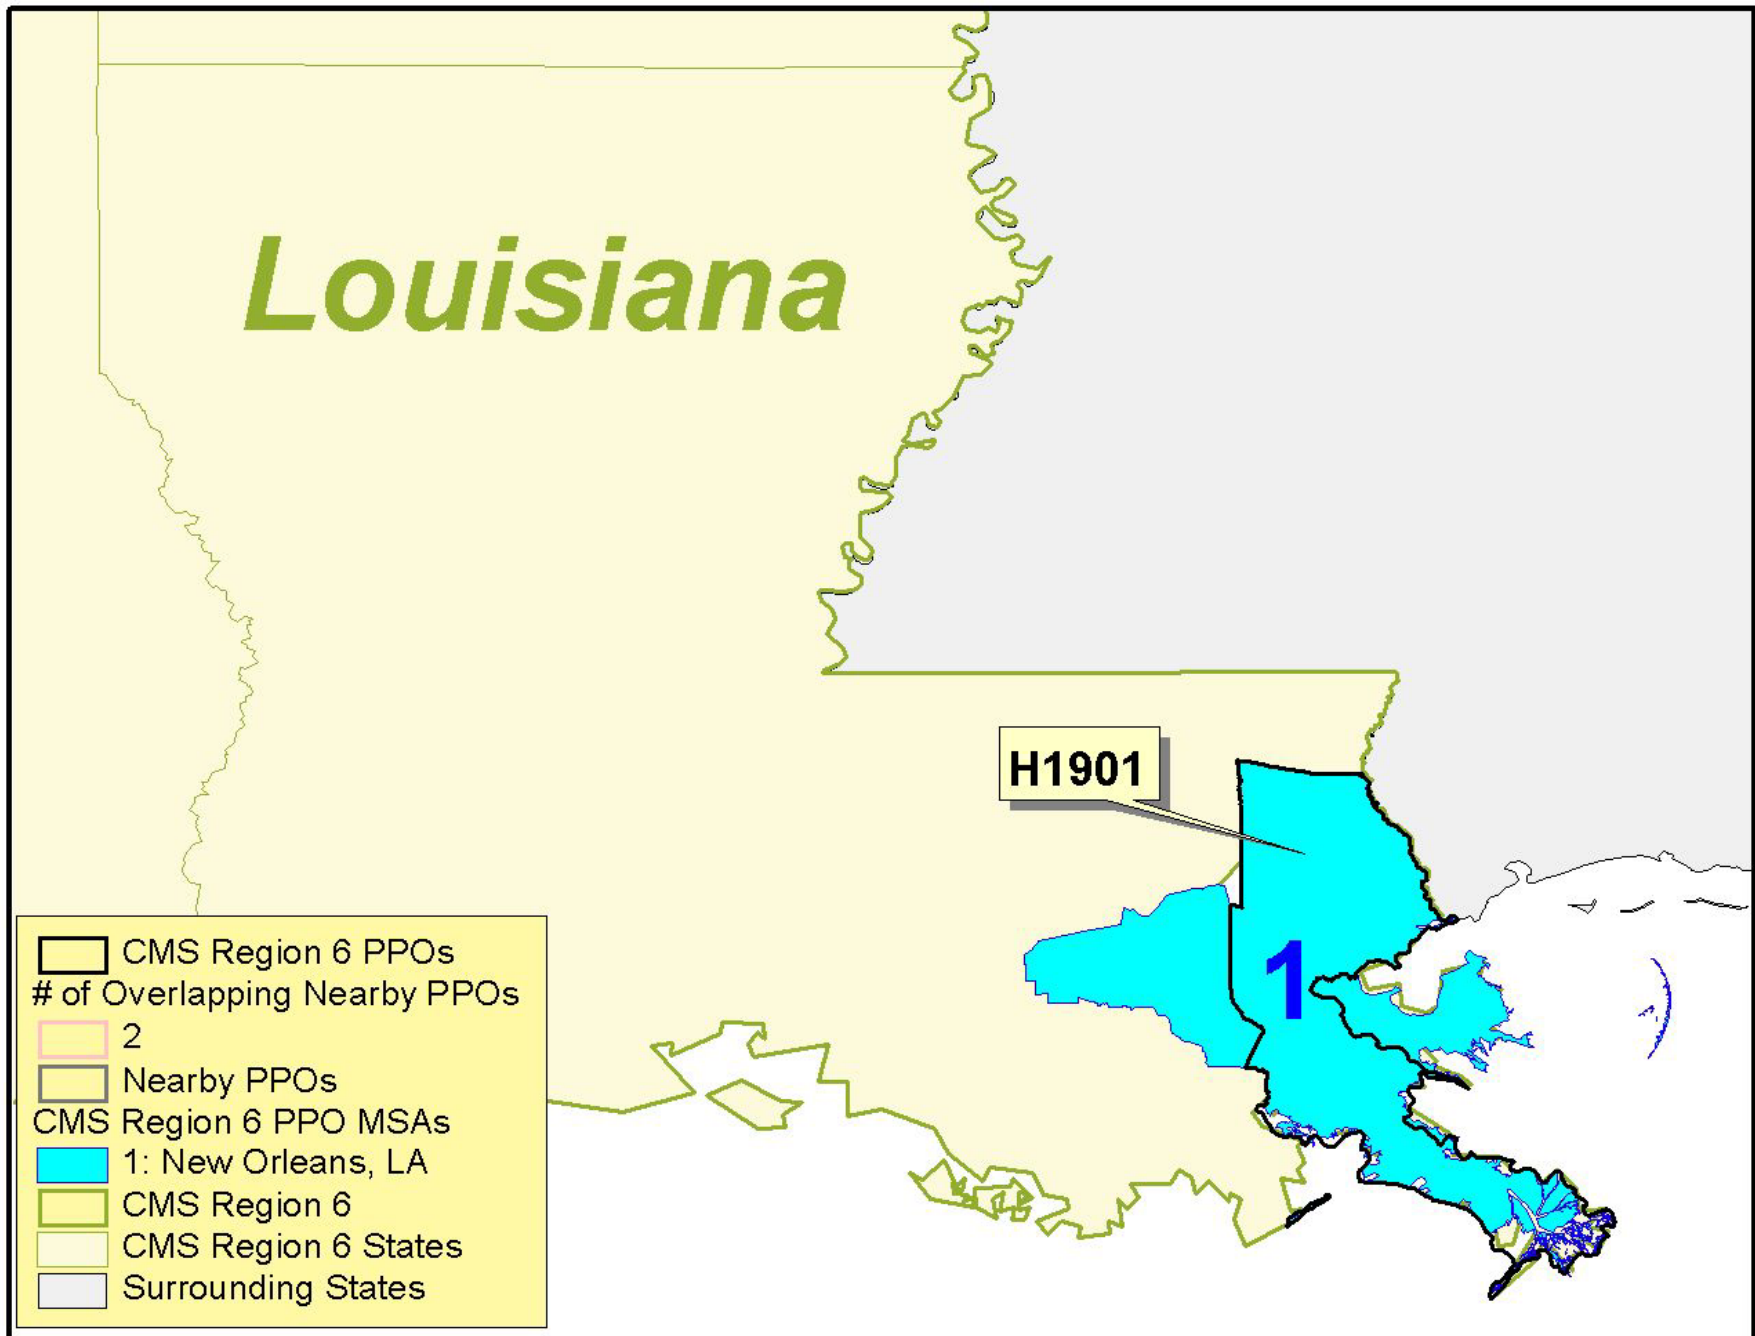 Louisiana
H1901
1
CMS Region 6 PPOs
# of Overlapping Nearby PPOs
2
Nearby PPOs
CMS Region 6 PPO MSAs
1: New Orleans, LA
CMS Region 6
CMS Region 6 States
Surrounding States